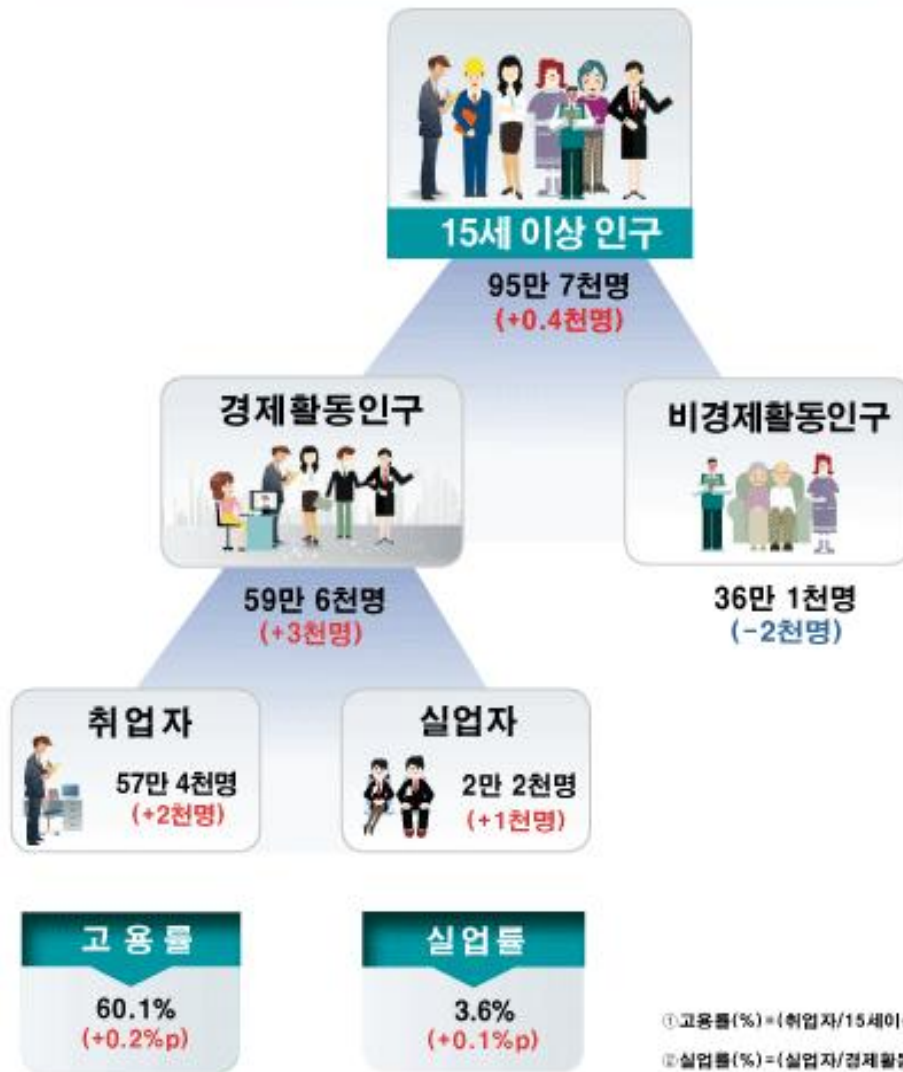 15세 이상 인구
95만 7천명
(+0.4천명)
경제활동인구
비경제활동인구
59만 6천명
(+3천명)
36만 1천명
(-2천명)
취업자
57만 4천명
(+2천명)
실업자
2만 2천명
(+1천명)
고용률
60.1%
(+0.2%p)
실업률
3.6%
(+0.1%p)
①고용률(%)=(취업자/15세이
②실업률(%)=(실업자/경제활